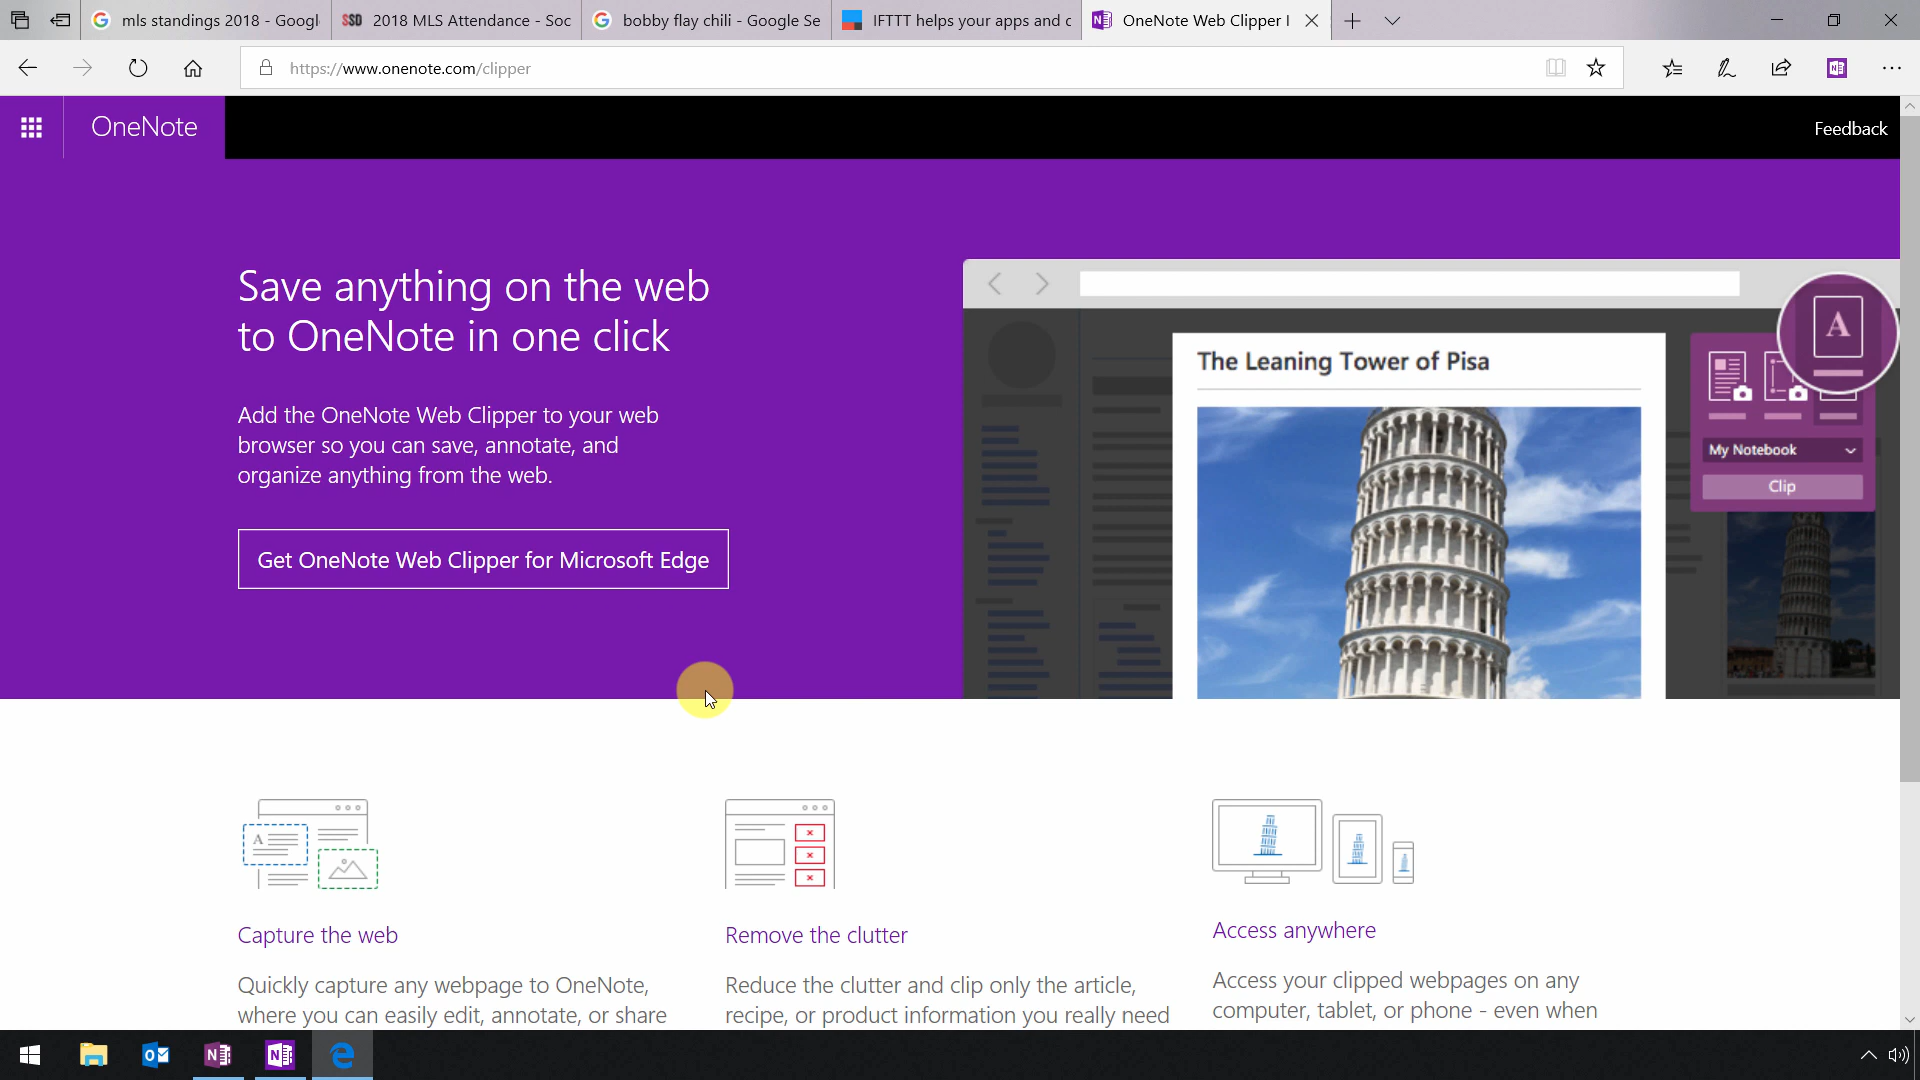 mls standings 2018 - Googl
SSD 2018 MLS Attendance - Soc
bobby flay chili - Google Se
IFTTT helps your apps and c
OneNote Web Clipper I
https://www.onenote.com/clipper
OneNote
Feedback
Save anything on the web
to OneNote in one click
Add the OneNote Web Clipper to your web
browser so you can save, annotate, and
organize anything from the web.
Get OneNote Web Clipper for Microsoft Edge
The Leaning Tower of Pisa
A
My Notebook
Clip
A
Capture the web
Quickly capture any webpage to OneNote,
where you can easily edit, annotate, or share
Remove the clutter
Reduce the clutter and clip only the article,
recipe, or product information you really need
Access anywhere
Access your clipped webpages on any
computer, tablet, or phone - even when